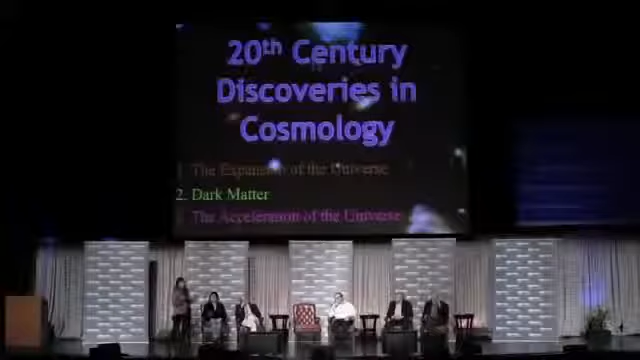 20th Century
Discoveries in
Cosmology
1. The Expansion of the Universe
2. Dark Matter
3. The Acceleration of the Universe